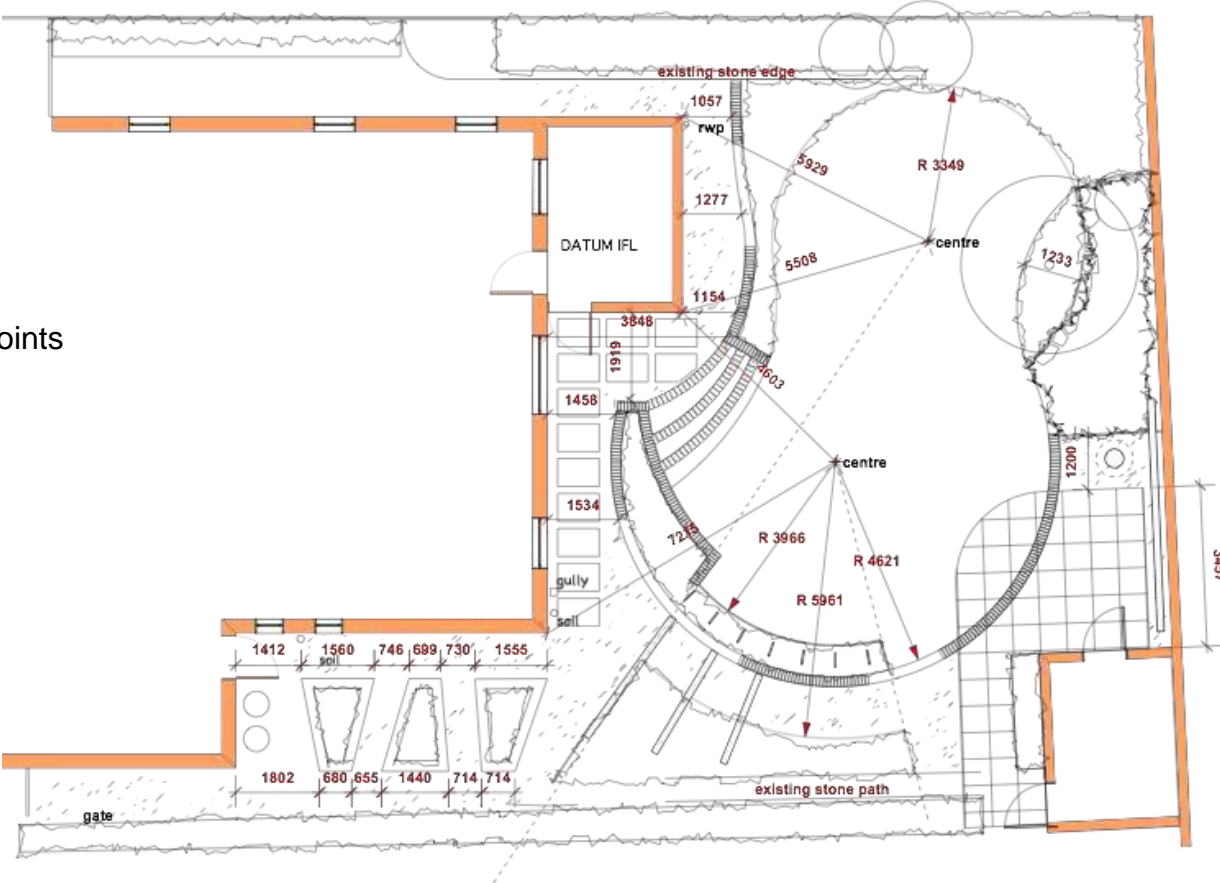 existing stone edge
1057
rwp
5929
R 3349
1277
centre
DATUM IFL
1233
5508
1154
3848
oints
1919
4603
1458
centre
1200
1534
R 3966
R 4621
gully
R 5961
soil
1412
1560
746
699
730
1555
soil
1802
680
655
1440
714
714
existing stone path
gate